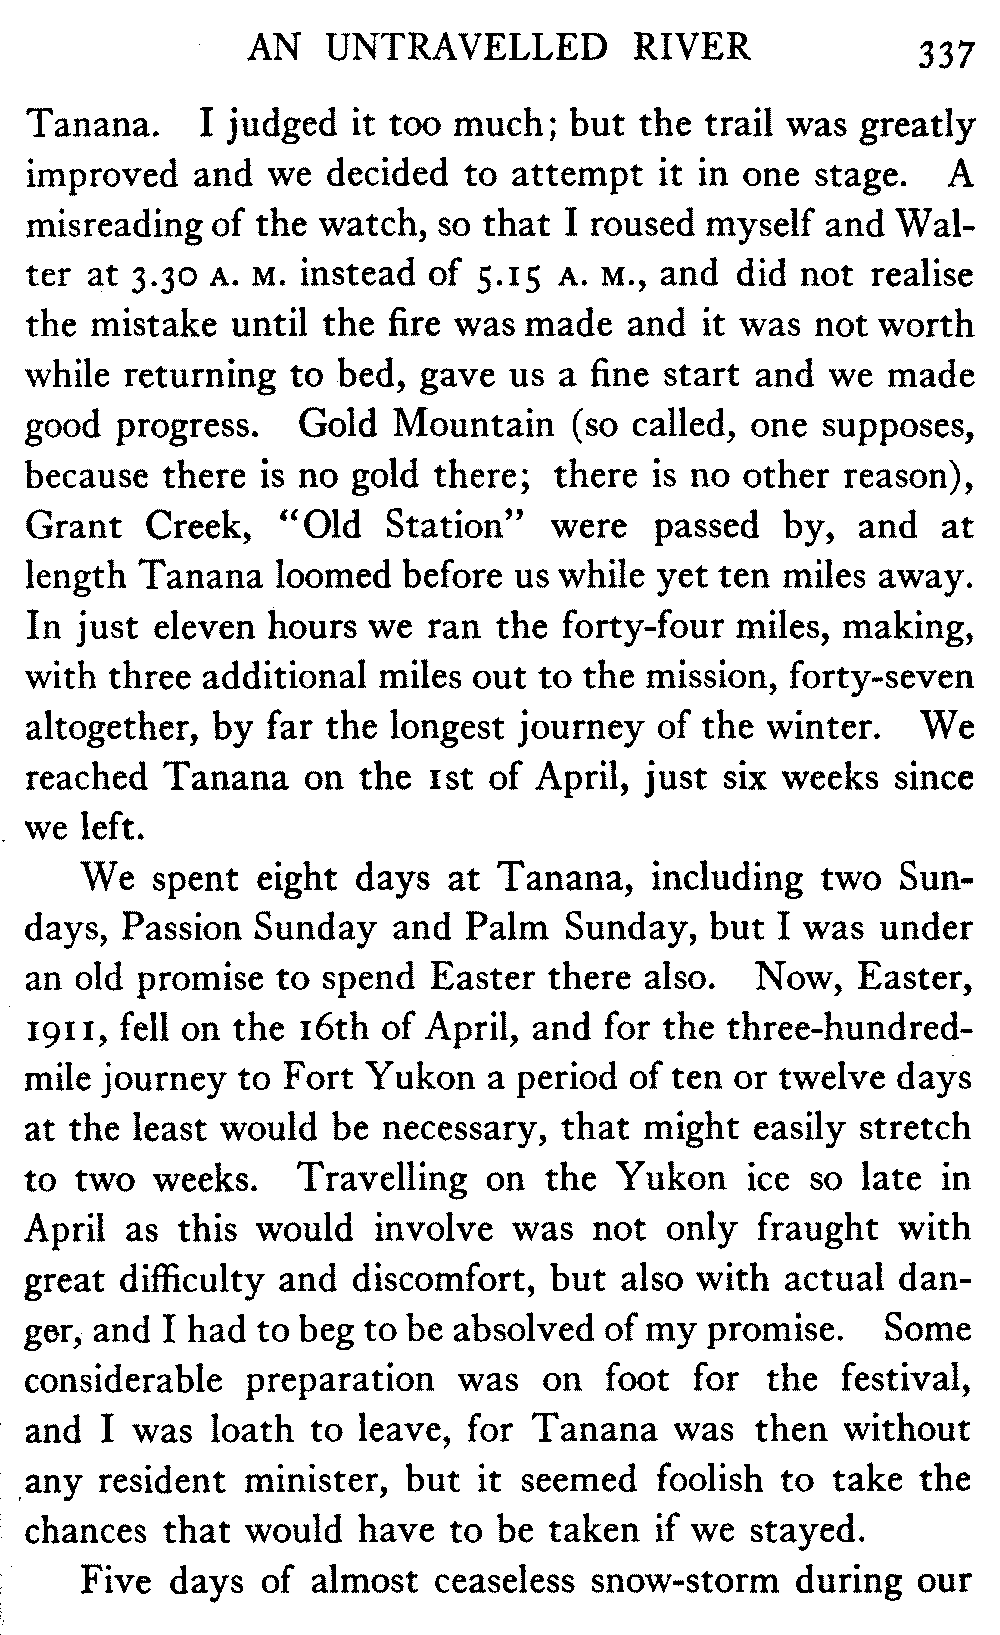 AN UNTRAVELLED RIVER 337
Tanana. I judged it too much; but the trail was greatly
improved and we decided to attempt it in one stage. A
misreading of the watch, so that I roused myself and Wal-
ter at 3.30 A. M. instead of 5.15 A. M., and did not realise
the mistake until the fire was made and it was not worth
while returning to bed, gave us a fine start and we made
good progress. Gold Mountain (so called, one supposes,
because there is no gold there; there is no other reason),
Grant Creek, “Old Station” were passed by, and at
length Tanana loomed before us while yet ten miles away.
In just eleven hours we ran the forty-four miles, making,
with three additional miles out to the mission, forty-seven
altogether, by far the longest journey of the winter. We
reached Tanana on the 1st of April, just six weeks since
we left.
We spent eight days at Tanana, including two Sun-
days, Passion Sunday and Palm Sunday, but I was under
an old promise to spend Easter there also. Now, Easter,
1911, fell on the 16th of April, and for the three-hundred-
mile journey to Fort Yukon a period of ten or twelve days
at the least would be necessary, that might easily stretch
to two weeks. Travelling on the Yukon ice so late in
April as this would involve was not only fraught with
great difficulty and discomfort, but also with actual dan-
ger, and I had to beg to be absolved of my promise. Some
considerable preparation was on foot for the festival,
and I was loath to leave, for Tanana was then without
any resident minister, but it seemed foolish to take the
chances that would have to be taken if we stayed.
Five days of almost ceaseless snow-storm during our